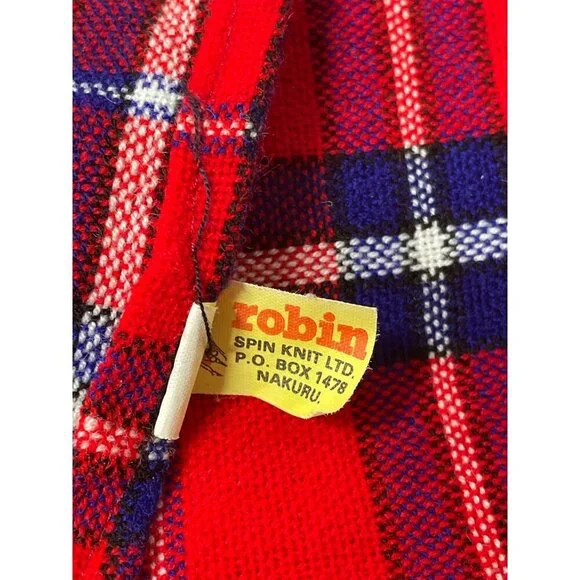 robin
SPIN KNIT LTD.
P.O. BOX 1478
NAKURU.